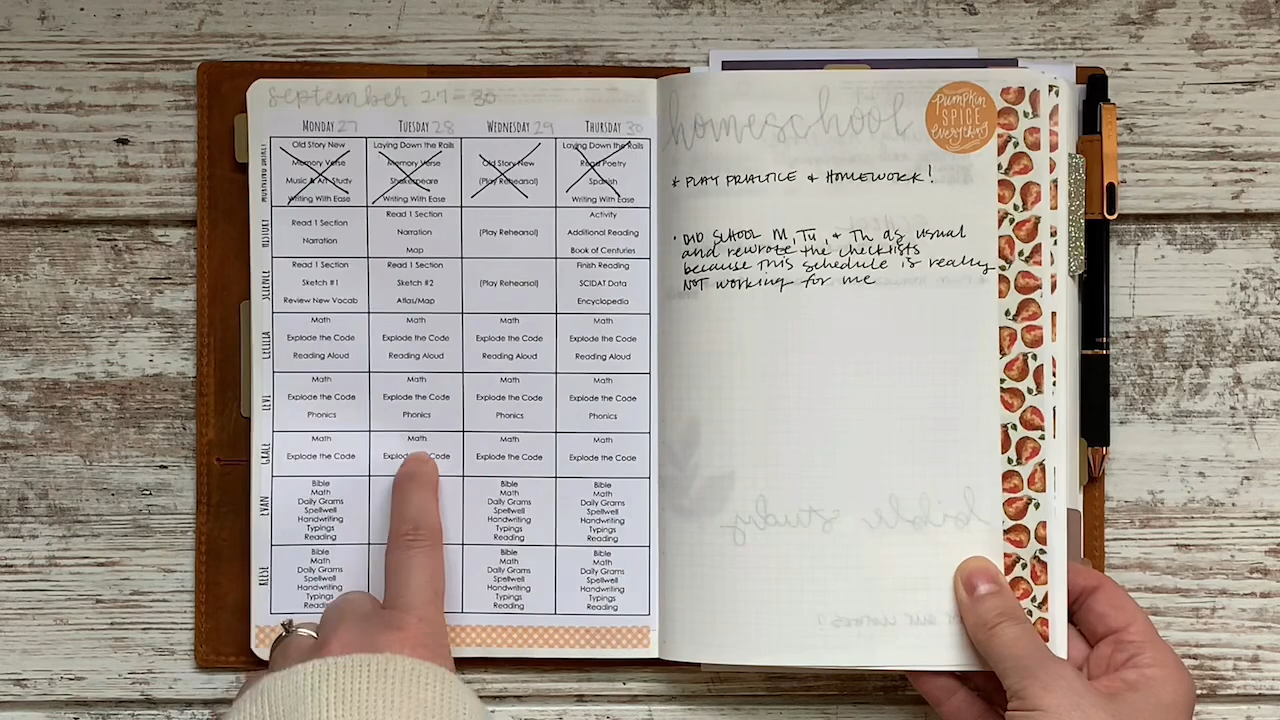 september 27-30
MONDAY 27 TUESDAY 28 WEDNESDAY 29 THURSDAY 30
MORNING BASKET
Old Story New
Memory Verse
Music & Art Study
Writing With Ease
Laying Down the Rails
Memory Verse
Shakespeare
Writing With Ease
Old Story New
(Play Rehearsal)
Laying Down the Rails
Read Poetry
Spanish
Writing With Ease
HISTORY
Read 1 Section
Narration
Read 1 Section
Narration
Map
(Play Rehearsal)
Activity
Additional Reading
Book of Centuries
SCIENCE
Read 1 Section
Sketch #1
Review New Vocab
Read 1 Section
Sketch #2
Atlas/Map
(Play Rehearsal)
Finish Reading
SCIDAT Data
Encyclopedia
Math
Explode the Code
Reading Aloud
Math
Explode the Code
Reading Aloud
Math
Explode the Code
Reading Aloud
Math
Explode the Code
Reading Aloud
LEVI
Math
Explode the Code
Phonics
Math
Explode the Code
Phonics
Math
Explode the Code
Phonics
Math
Explode the Code
Phonics
Math
Explode the Code
Math
Explode Code
Math
Explode the Code
Math
Explode the Code
EVAN
Bible
Math
Daily Grams
Spellwell
Handwriting
Typings
Reading
Bible
Math
Daily Grams
Spellwell
Handwriting
Typings
Reading
Bible
Math
Daily Grams
Spellwell
Handwriting
Typings
Reading
Bible
Math
Daily Grams
Spellwell
Handwriting
Typings
Bible
Math
Daily Grams
Spellwell
Handwriting
Typings
Reading
Bible
Math
Daily Grams
Spellwell
Handwriting
Typings
Reading
homeschool
pumpkin
SPICE
everything
* PLAY PRACTICE + HOMEWORK!
· DID SCHOOL M, TU, + TH AS usual
and rewrote the checklists
because this schedule is really
NOT working for me
bible study